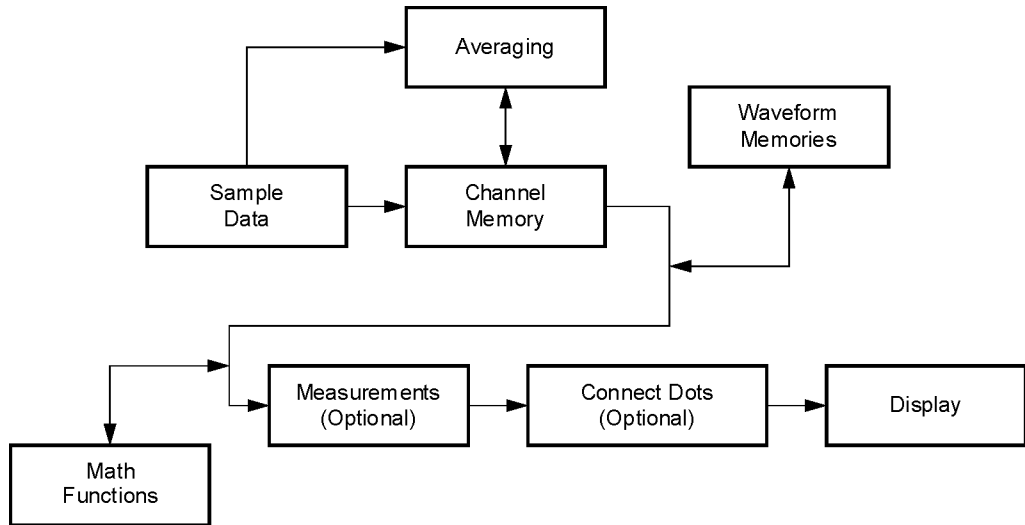 Averaging
Waveform
Memories
Sample
Data
Channel
Memory
Measurements
(Optional)
Connect Dots
(Optional)
Display
Math
Functions